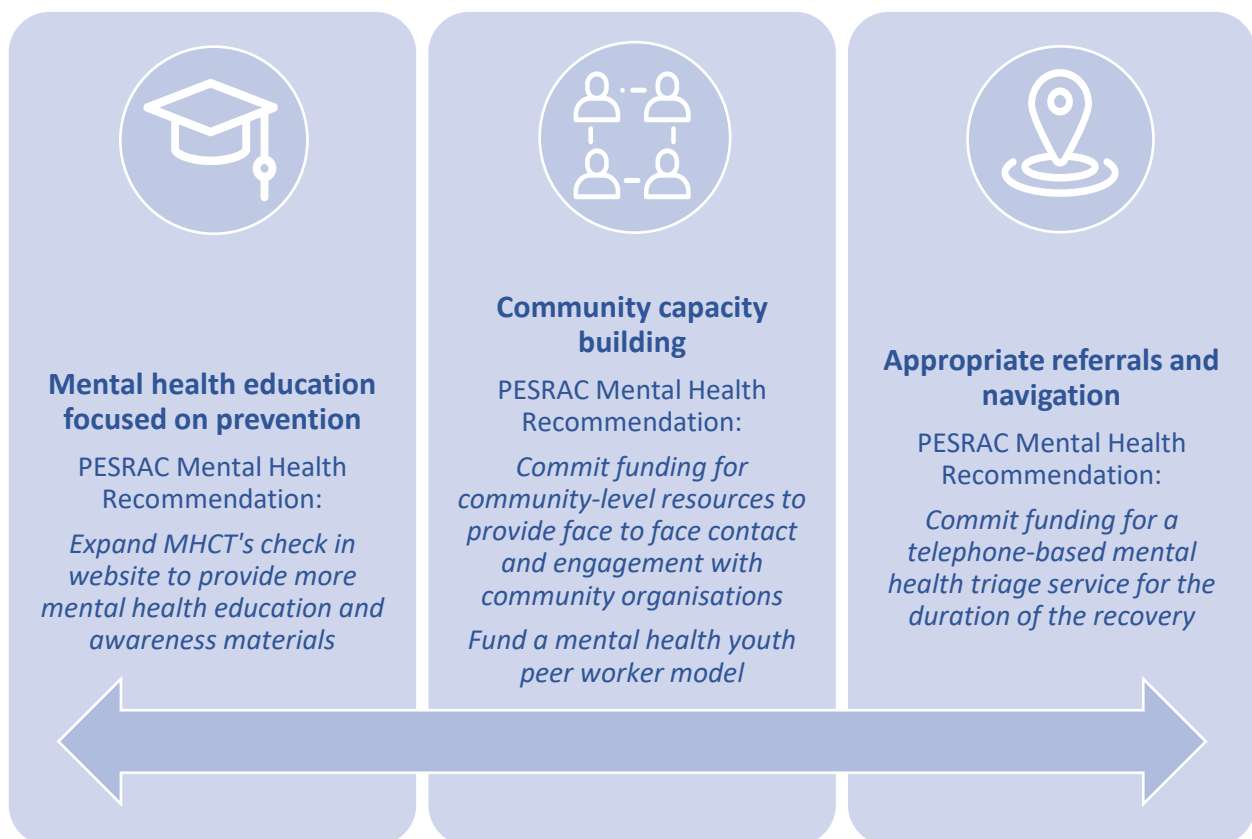 Mental health education
focused on prevention
PESRAC Mental Health
Recommendation:
Expand MHCT's check in
website to provide more
mental health education and
awareness materials
Community capacity
building
PESRAC Mental Health
Recommendation:
Commit funding for
community-level resources to
provide face to face contact
and engagement with
community organisations
Fund a mental health youth
peer worker model
Appropriate referrals and
navigation
PESRAC Mental Health
Recommendation:
Commit funding for a
telephone-based mental
health triage service for the
duration of the recovery